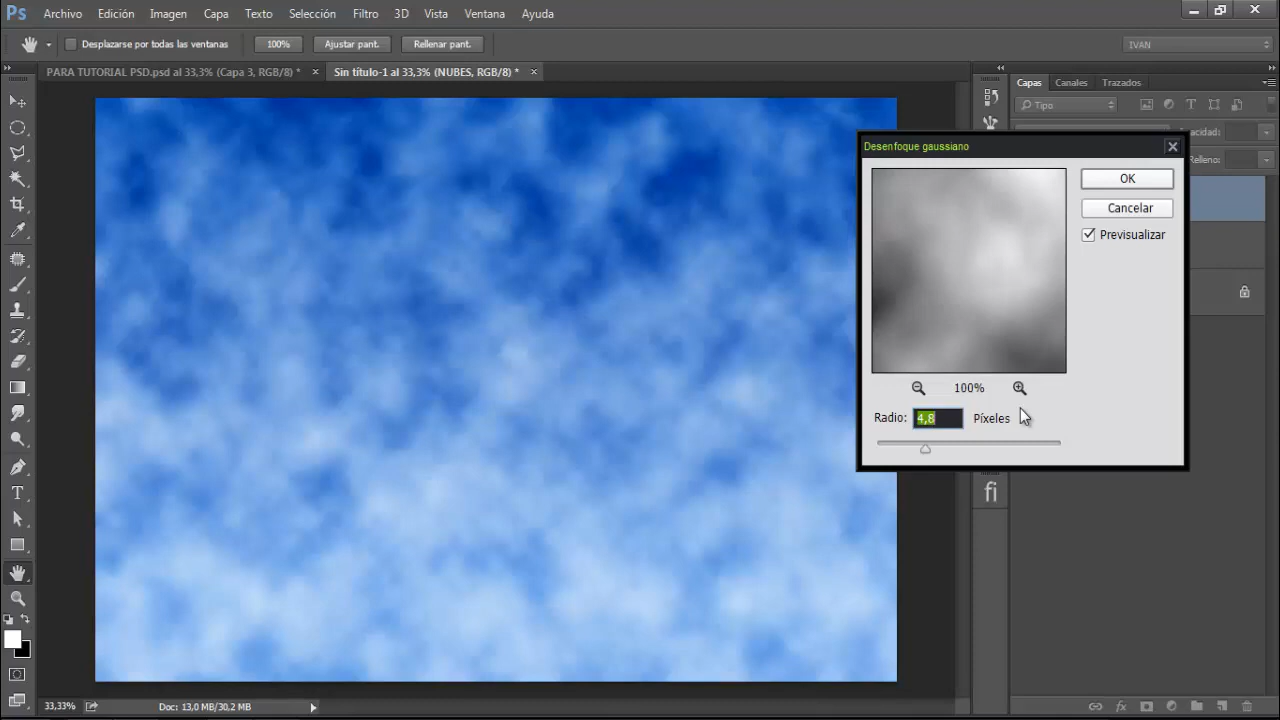 Ps Archivo Edición Imagen Capa Texto Selección Filtro 3D Vista Ventana Ayuda
Desplazarse por todas las ventanas 100% Ajustar pant. Rellenar pant. IVAN
PARA TUTORIAL PSD.psd al 33,3% (Capa 3, RGB/8) * × Sin título-1 al 33,3% (NUBES, RGB/8) * ×
Capas Canales Trazados
Tipo
Desenfoque gaussiano
OK
Cancelar
Previsualizar
Relleno:
100%
Radio: 4,8 Píxeles
fi
33,33% Doc: 13,0 MB/30,2 MB
fx